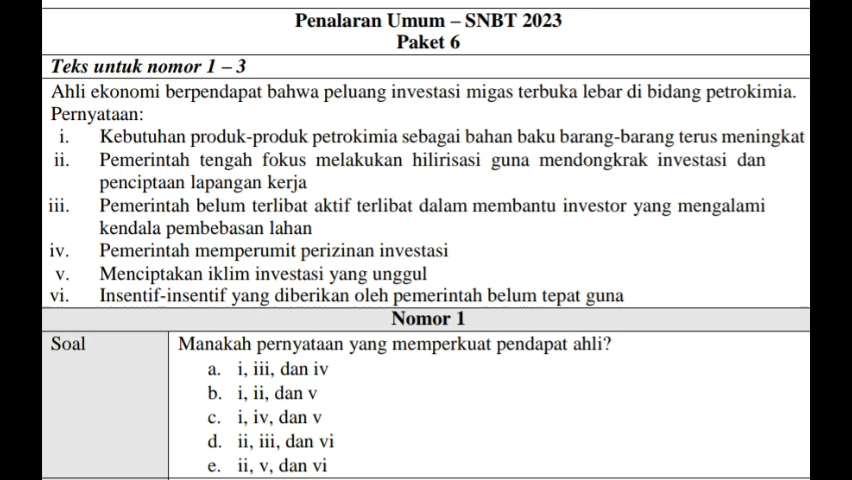 Penalaran Umum – SNBT 2023
Paket 6
Teks untuk nomor 1 – 3
Ahli ekonomi berpendapat bahwa peluang investasi migas terbuka lebar di bidang petrokimia.
Pernyataan:
i. Kebutuhan produk-produk petrokimia sebagai bahan baku barang-barang terus meningkat
ii. Pemerintah tengah fokus melakukan hilirisasi guna mendongkrak investasi dan
penciptaan lapangan kerja
iii. Pemerintah belum terlibat aktif terlibat dalam membantu investor yang mengalami
kendala pembebasan lahan
iv. Pemerintah memperumit perizinan investasi
v. Menciptakan iklim investasi yang unggul
vi. Insentif-insentif yang diberikan oleh pemerintah belum tepat guna
Nomor 1
Soal Manakah pernyataan yang memperkuat pendapat ahli?
a. i, iii, dan iv
b. i, ii, dan v
c. i, iv, dan v
d. ii, iii, dan vi
e. ii, v, dan vi